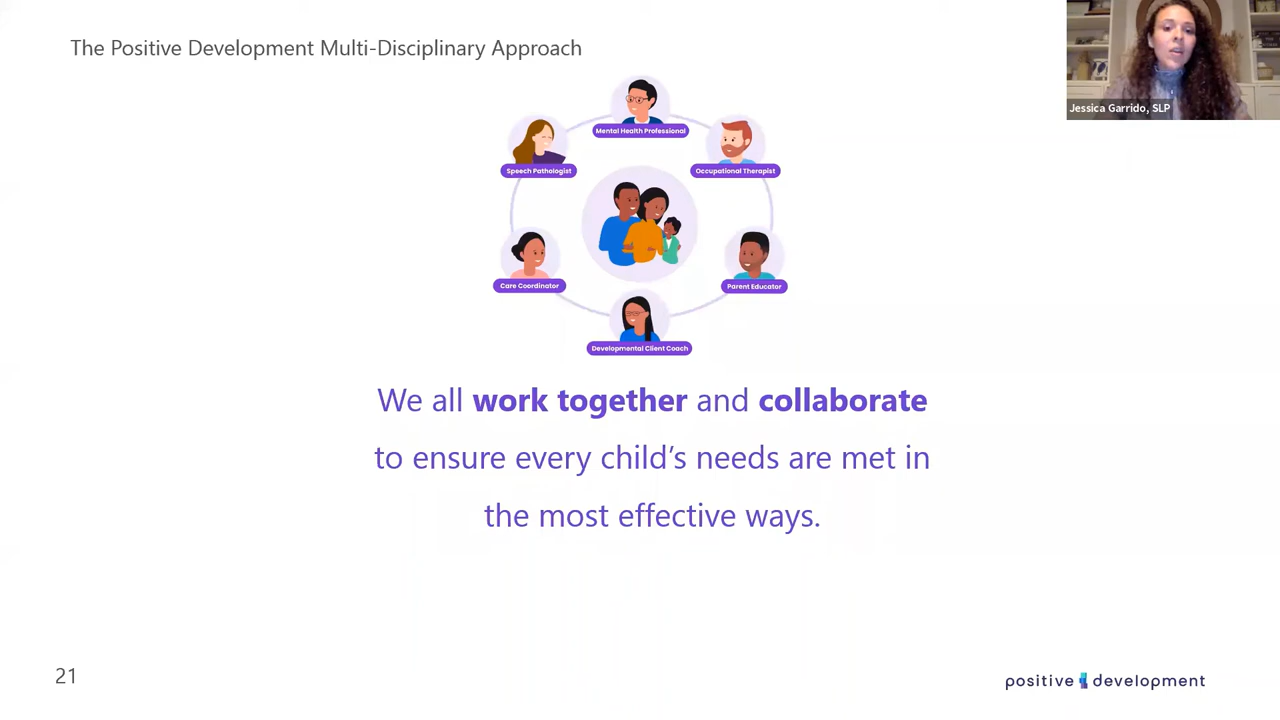 The Positive Development Multi-Disciplinary Approach
Jessica Garrido, SLP
Mental Health Professional
Speech Pathologist
Occupational Therapist
Care Coordinator
Parent Educator
Developmental Client Coach
We all work together and collaborate
to ensure every child’s needs are met in
the most effective ways.
21
positive development